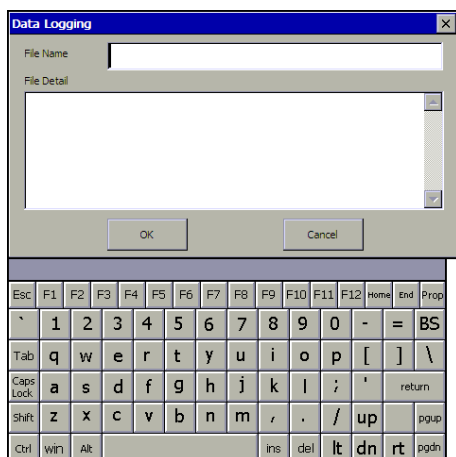 Data Logging
File Name
File Detail
OK Cancel
Esc F1 F2 F3 F4 F5 F6 F7 F8 F9 F10 F11 F12 Home End Prop
` 1 2 3 4 5 6 7 8 9 0 - = BS
Tab q w e r t y u i o p [ ] \
Caps Lock a s d f g h j k l ; ' return
Shift z x c v b n m , . / up pgup
Ctrl win Alt ins del lt dn rt pgdn